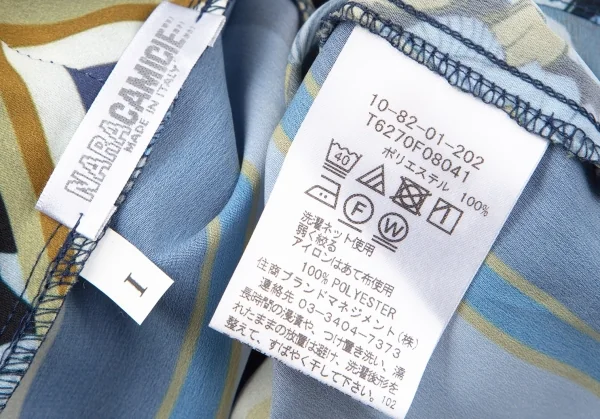 NARACAMICIE
MADE IN ITALY
I
10-82-01-202
T6270F08041
ポリエステル 100%
40
F W
洗濯ネット使用
弱く絞る
アイロンはあて布使用
100% POLYESTER
住商ブランドマネジメント(株)
連絡先 03-3404-7373
長時間の浸漬や、つけ置き洗い、濡
れたままの放置は避け、洗濯後形を
整えて、すばやく干して下さい。102